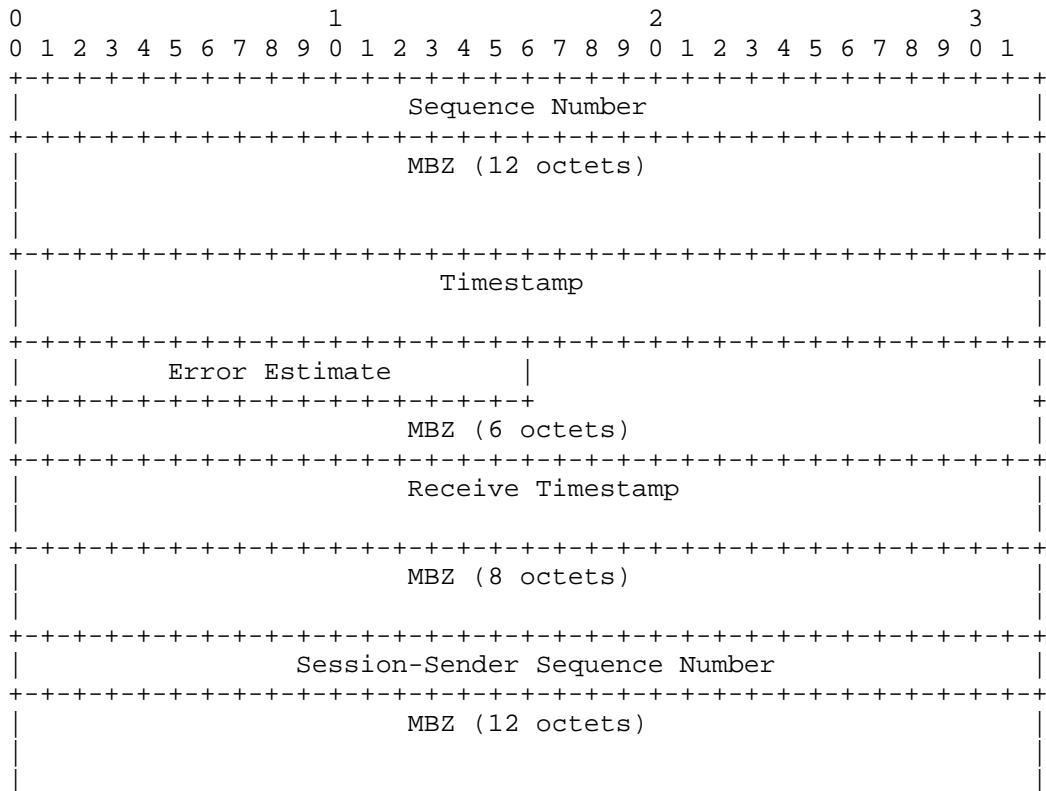 0                   1                   2                   3
0 1 2 3 4 5 6 7 8 9 0 1 2 3 4 5 6 7 8 9 0 1 2 3 4 5 6 7 8 9 0 1
+-+-+-+-+-+-+-+-+-+-+-+-+-+-+-+-+-+-+-+-+-+-+-+-+-+-+-+-+-+-+-+-+
|                        Sequence Number                        |
+-+-+-+-+-+-+-+-+-+-+-+-+-+-+-+-+-+-+-+-+-+-+-+-+-+-+-+-+-+-+-+-+
|                        MBZ (12 octets)                        |
|                                                               |
|                                                               |
+-+-+-+-+-+-+-+-+-+-+-+-+-+-+-+-+-+-+-+-+-+-+-+-+-+-+-+-+-+-+-+-+
|                          Timestamp                            |
|                                                               |
+-+-+-+-+-+-+-+-+-+-+-+-+-+-+-+-+-+-+-+-+-+-+-+-+-+-+-+-+-+-+-+-+
|         Error Estimate        |                               |
+-+-+-+-+-+-+-+-+-+-+-+-+-+-+-+-+                               +
|                        MBZ (6 octets)                         |
+-+-+-+-+-+-+-+-+-+-+-+-+-+-+-+-+-+-+-+-+-+-+-+-+-+-+-+-+-+-+-+-+
|                        Receive Timestamp                      |
|                                                               |
+-+-+-+-+-+-+-+-+-+-+-+-+-+-+-+-+-+-+-+-+-+-+-+-+-+-+-+-+-+-+-+-+
|                        MBZ (8 octets)                         |
|                                                               |
+-+-+-+-+-+-+-+-+-+-+-+-+-+-+-+-+-+-+-+-+-+-+-+-+-+-+-+-+-+-+-+-+
|                 Session-Sender Sequence Number                |
+-+-+-+-+-+-+-+-+-+-+-+-+-+-+-+-+-+-+-+-+-+-+-+-+-+-+-+-+-+-+-+-+
|                        MBZ (12 octets)                        |
|                                                               |
|                                                               |